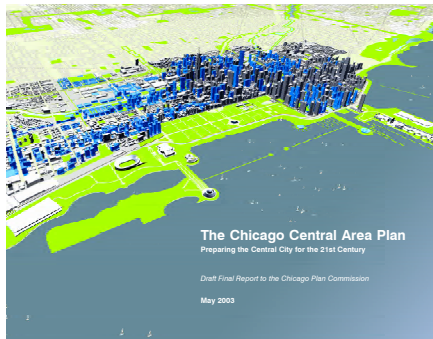 The Chicago Central Area Plan
Preparing the Central City for the 21st Century
Draft Final Report to the Chicago Plan Commission
May 2003